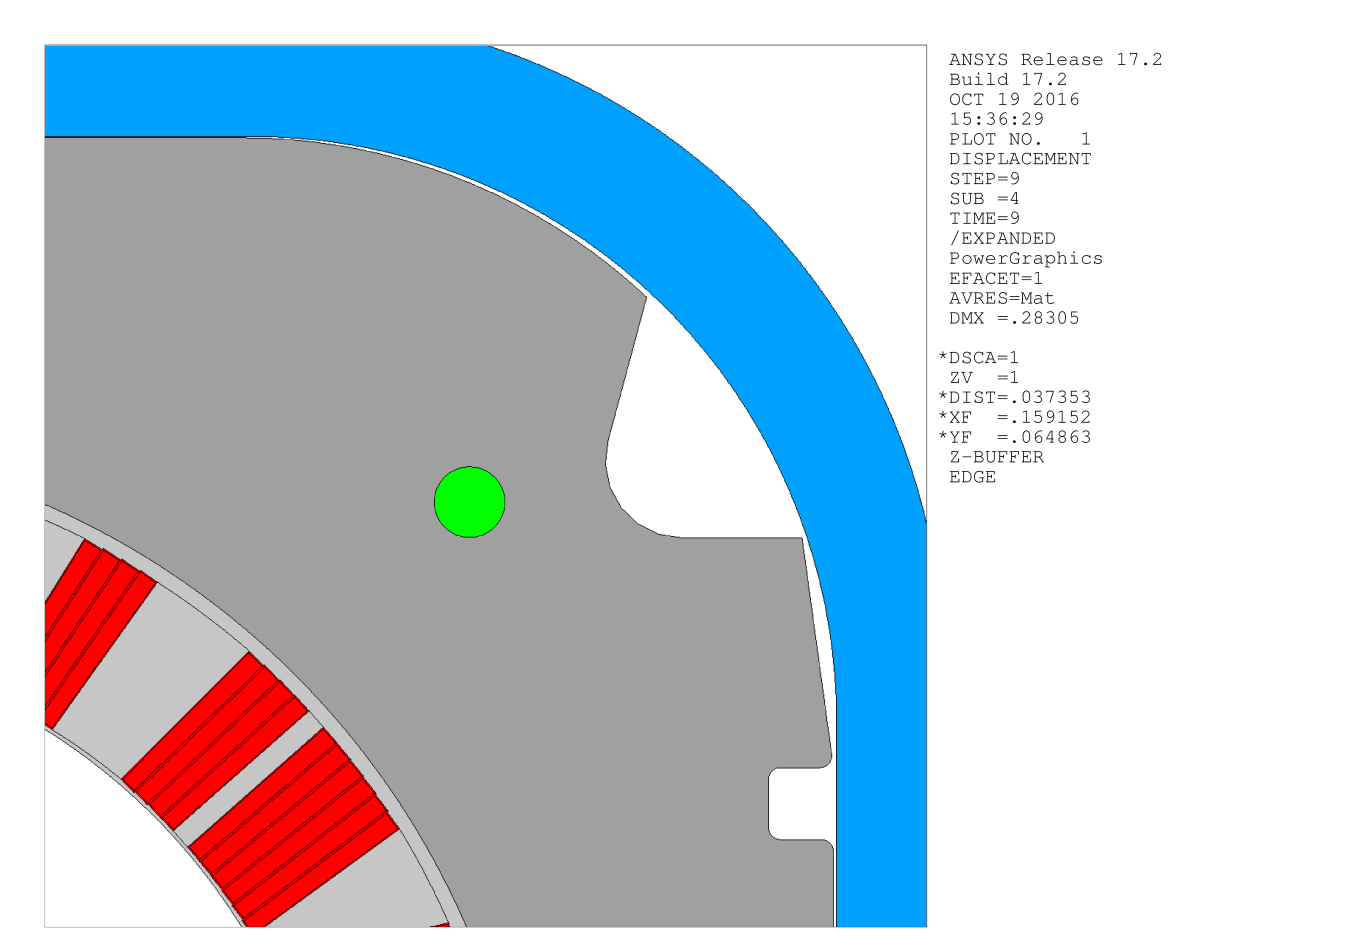 ANSYS Release 17.2
Build 17.2
OCT 19 2016
15:36:29
PLOT NO.   1
DISPLACEMENT
STEP=9
SUB =4
TIME=9
/EXPANDED
PowerGraphics
EFACET=1
AVRES=Mat
DMX =.28305
*DSCA=1
ZV  =1
*DIST=.037353
*XF  =.159152
*YF  =.064863
Z-BUFFER
EDGE